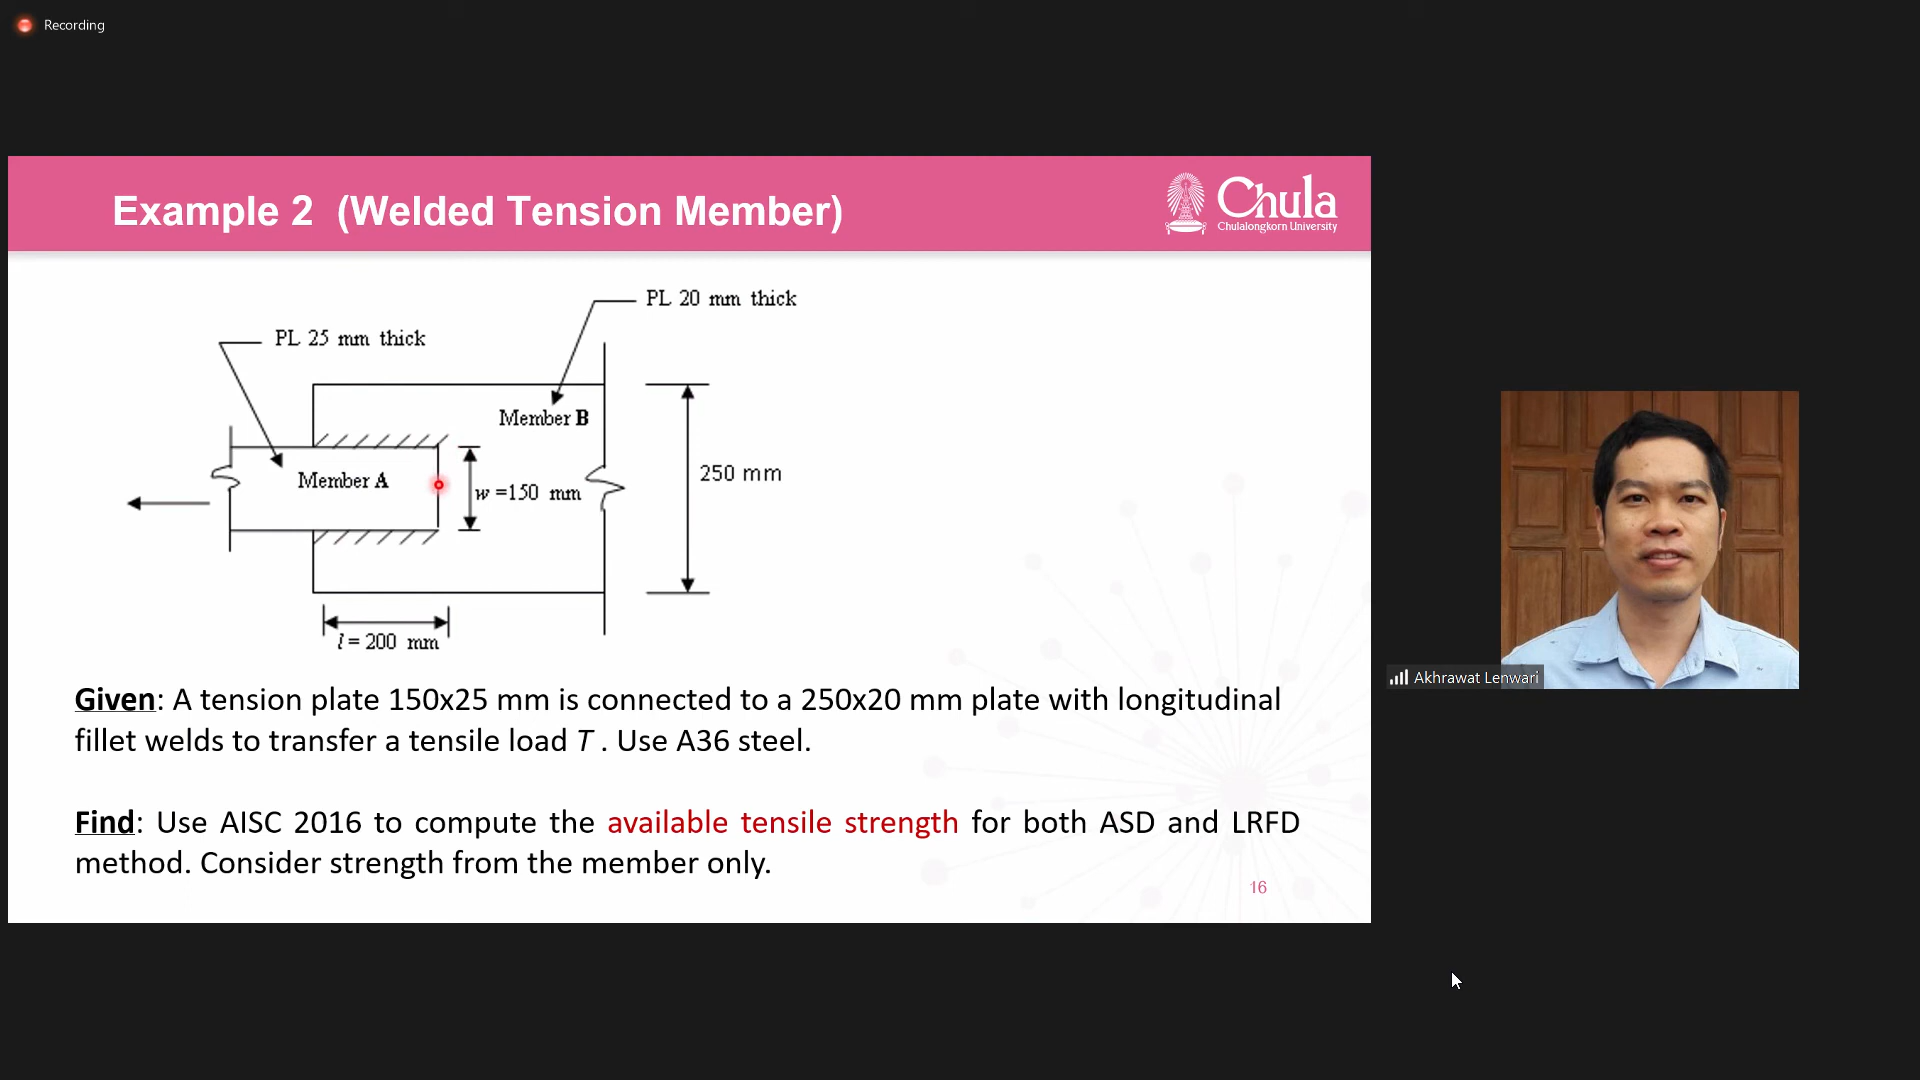 Recording
Example 2 (Welded Tension Member)
Chula
Chulalongkorn University
PL 20 mm thick
PL 25 mm thick
Member B
Member A
w =150 mm
250 mm
l = 200 mm
Given: A tension plate 150x25 mm is connected to a 250x20 mm plate with longitudinal
fillet welds to transfer a tensile load T . Use A36 steel.
Find: Use AISC 2016 to compute the available tensile strength for both ASD and LRFD
method. Consider strength from the member only.
16
Akhrawat Lenwari